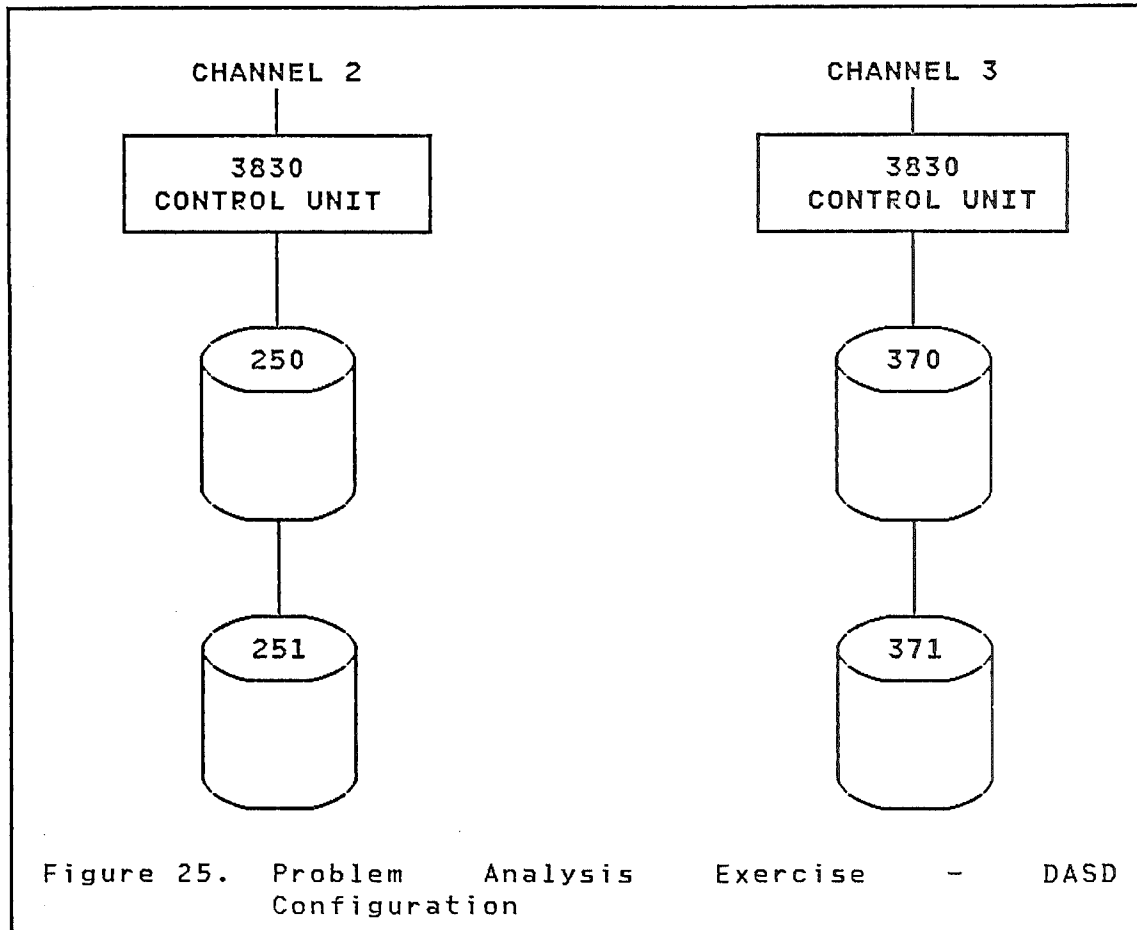 CHANNEL 2
3830
CONTROL UNIT
250
251
CHANNEL 3
3830
CONTROL UNIT
370
371
Figure 25. Problem Analysis Exercise - DASD
Configuration